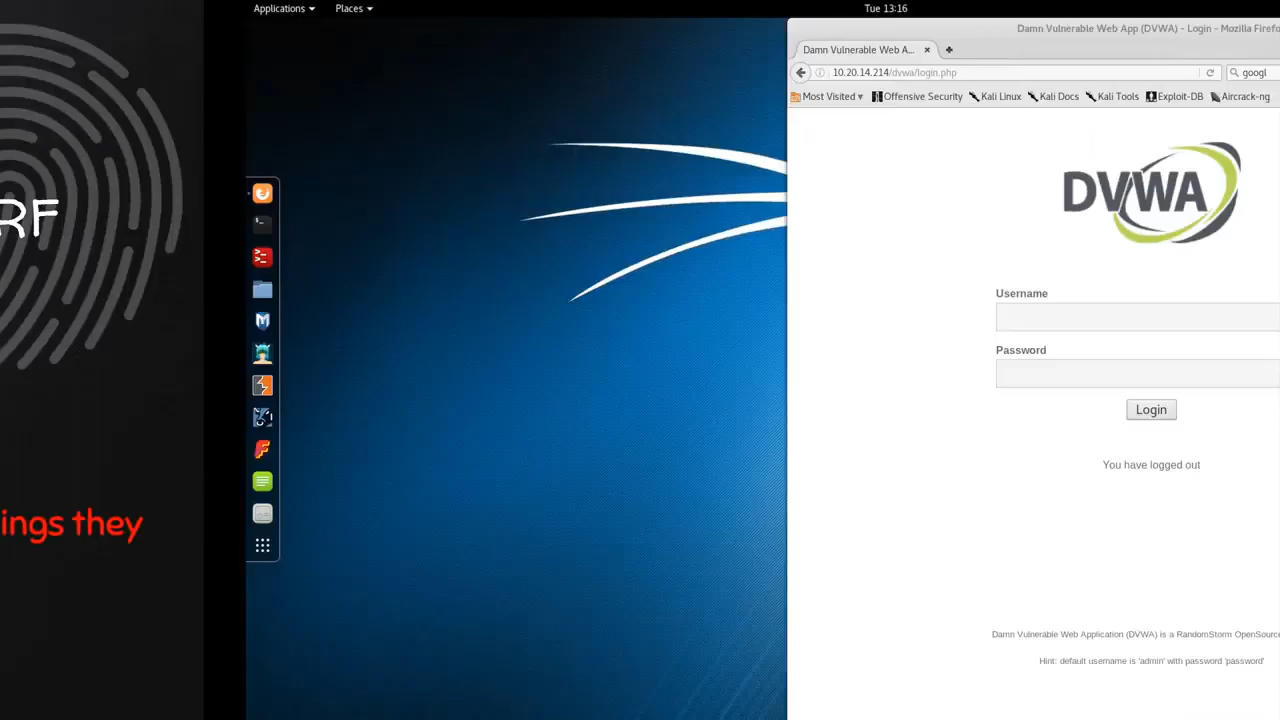 Applications
Places
Tue 13:16
Damn Vulnerable Web App (DVWA) - Login - Mozilla Firefo
Damn Vulnerable Web A...
10.20.14.214/dvwa/login.php
googl
Most Visited
Offensive Security
Kali Linux
Kali Docs
Kali Tools
Exploit-DB
Aircrack-ng
DVWA
RF
Username
Password
Login
You have logged out
ings they
Damn Vulnerable Web Application (DVWA) is a RandomStorm OpenSource
Hint: default username is 'admin' with password 'password'